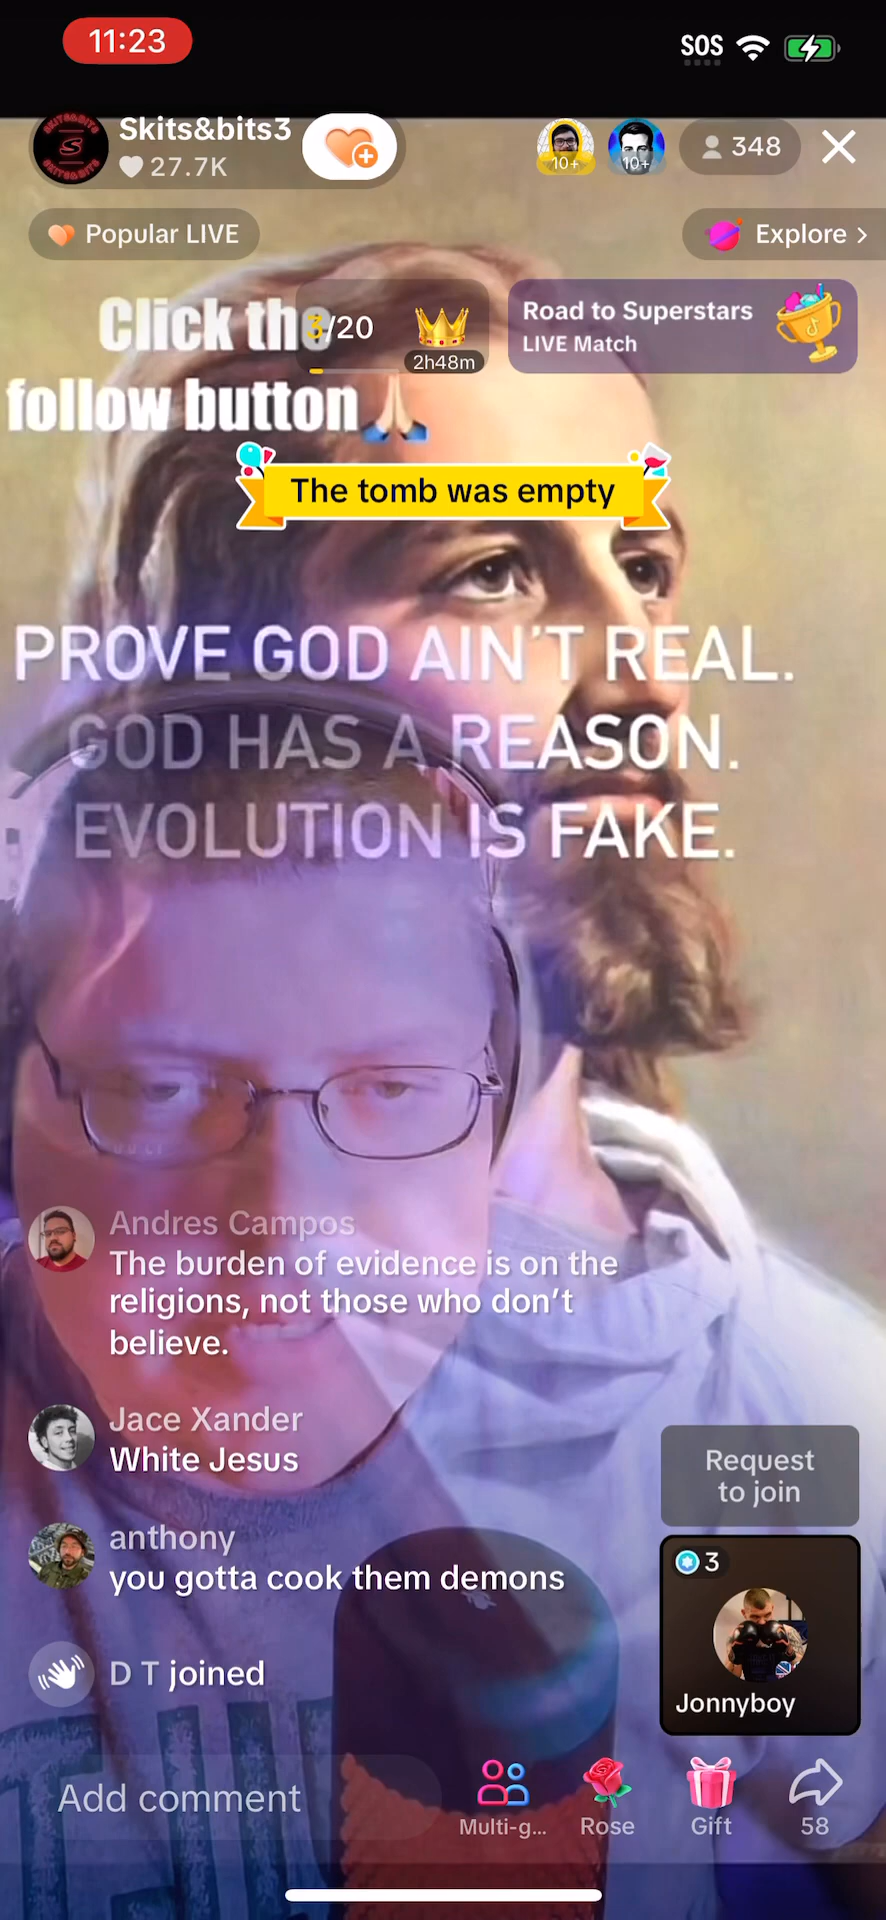 11:23
SOS
Skits&bits3
27.7K
10+
10+
348
Popular LIVE
Explore
Click the
3/20
2h48m
Road to Superstars
LIVE Match
follow button🙏
The tomb was empty
PROVE GOD AIN'T REAL.
GOD HAS A REASON.
EVOLUTION IS FAKE.
Andres Campos
The burden of evidence is on the
religions, not those who don't
believe.
Jace Xander
White Jesus
anthony
you gotta cook them demons
D T joined
Request
to join
3
Jonnyboy
Add comment
Multi-g...
Rose
Gift
58